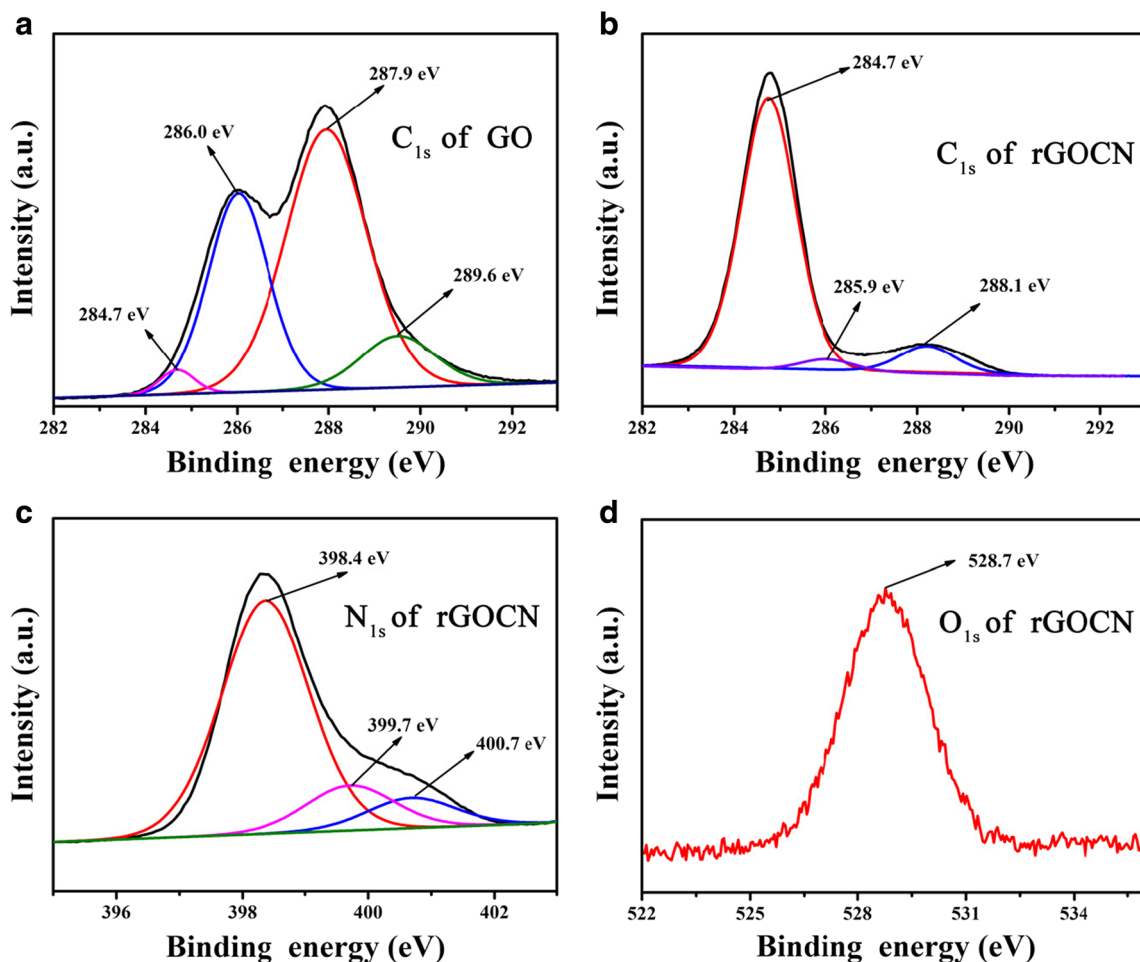 a
Intensity (a.u.)
287.9 eV
286.0 eV
C1s of GO
289.6 eV
284.7 eV
282 284 286 288 290 292
Binding energy (eV)
b
Intensity (a.u.)
284.7 eV
C1s of rGOCN
285.9 eV
288.1 eV
282 284 286 288 290 292
Binding energy (eV)
c
Intensity (a.u.)
398.4 eV
N1s of rGOCN
399.7 eV
400.7 eV
396 398 400 402
Binding energy (eV)
d
Intensity (a.u.)
528.7 eV
O1s of rGOCN
522 525 528 531 534
Binding energy (eV)